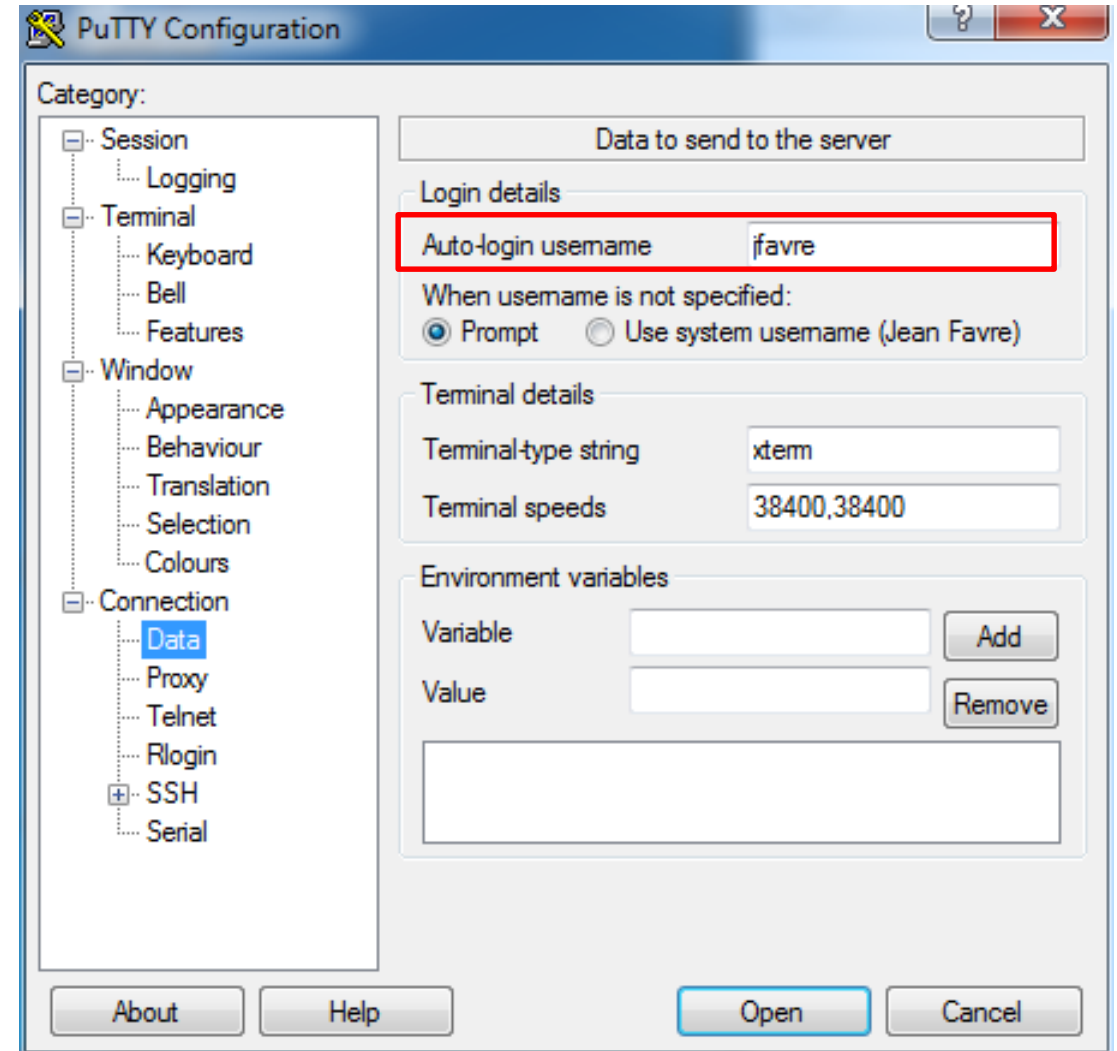 PuTTY Configuration
Category:
Session
Logging
Terminal
Keyboard
Bell
Features
Window
Appearance
Behaviour
Translation
Selection
Colours
Connection
Data
Proxy
Telnet
Rlogin
SSH
Serial
Data to send to the server
Login details
Auto-login username jfavre
When username is not specified:
Prompt Use system username (Jean Favre)
Terminal details
Terminal-type string xterm
Terminal speeds 38400,38400
Environment variables
Variable Add
Value Remove
About Help Open Cancel